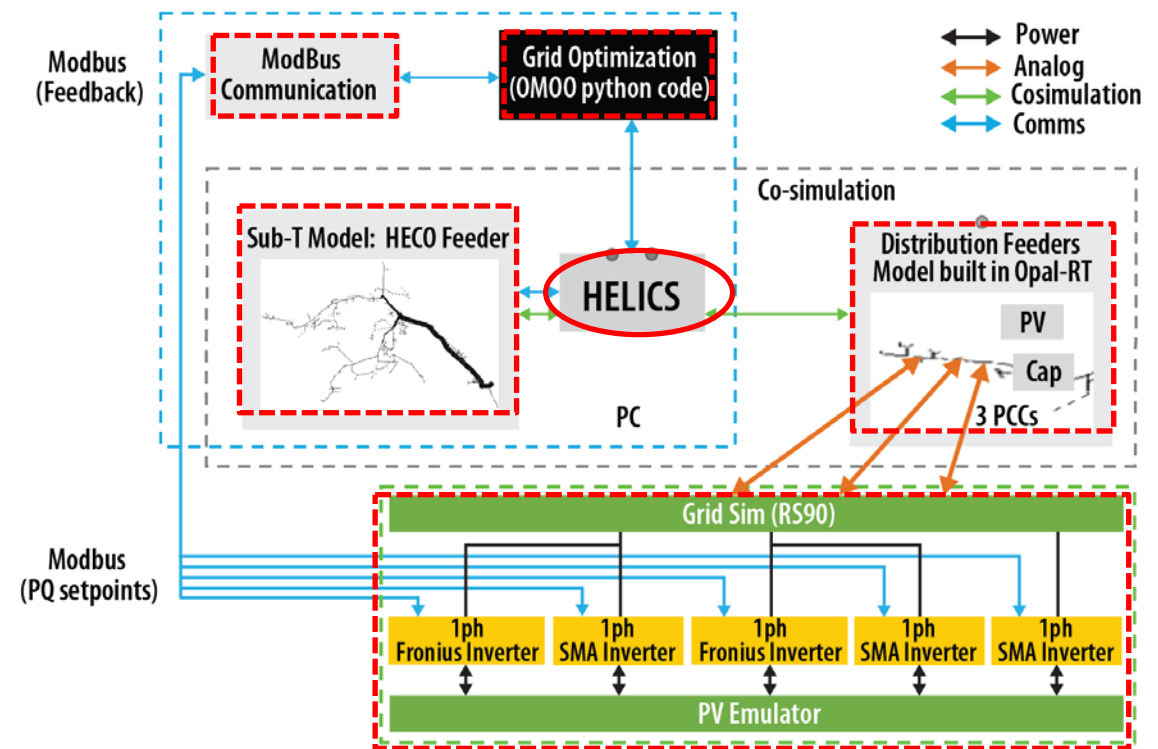 Modbus
(Feedback)
ModBus
Communication
Grid Optimization
(OMOO python code)
Power
Analog
Cosimulation
Comms
Co-simulation
Sub-T Model: HECO Feeder
HELICS
Distribution Feeders
Model built in Opal-RT
PV
Cap
3 PCCs
PC
Grid Sim (RS90)
Modbus
(PQ setpoints)
1ph
Fronius Inverter
1ph
SMA Inverter
1ph
Fronius Inverter
1ph
SMA Inverter
1ph
SMA Inverter
PV Emulator